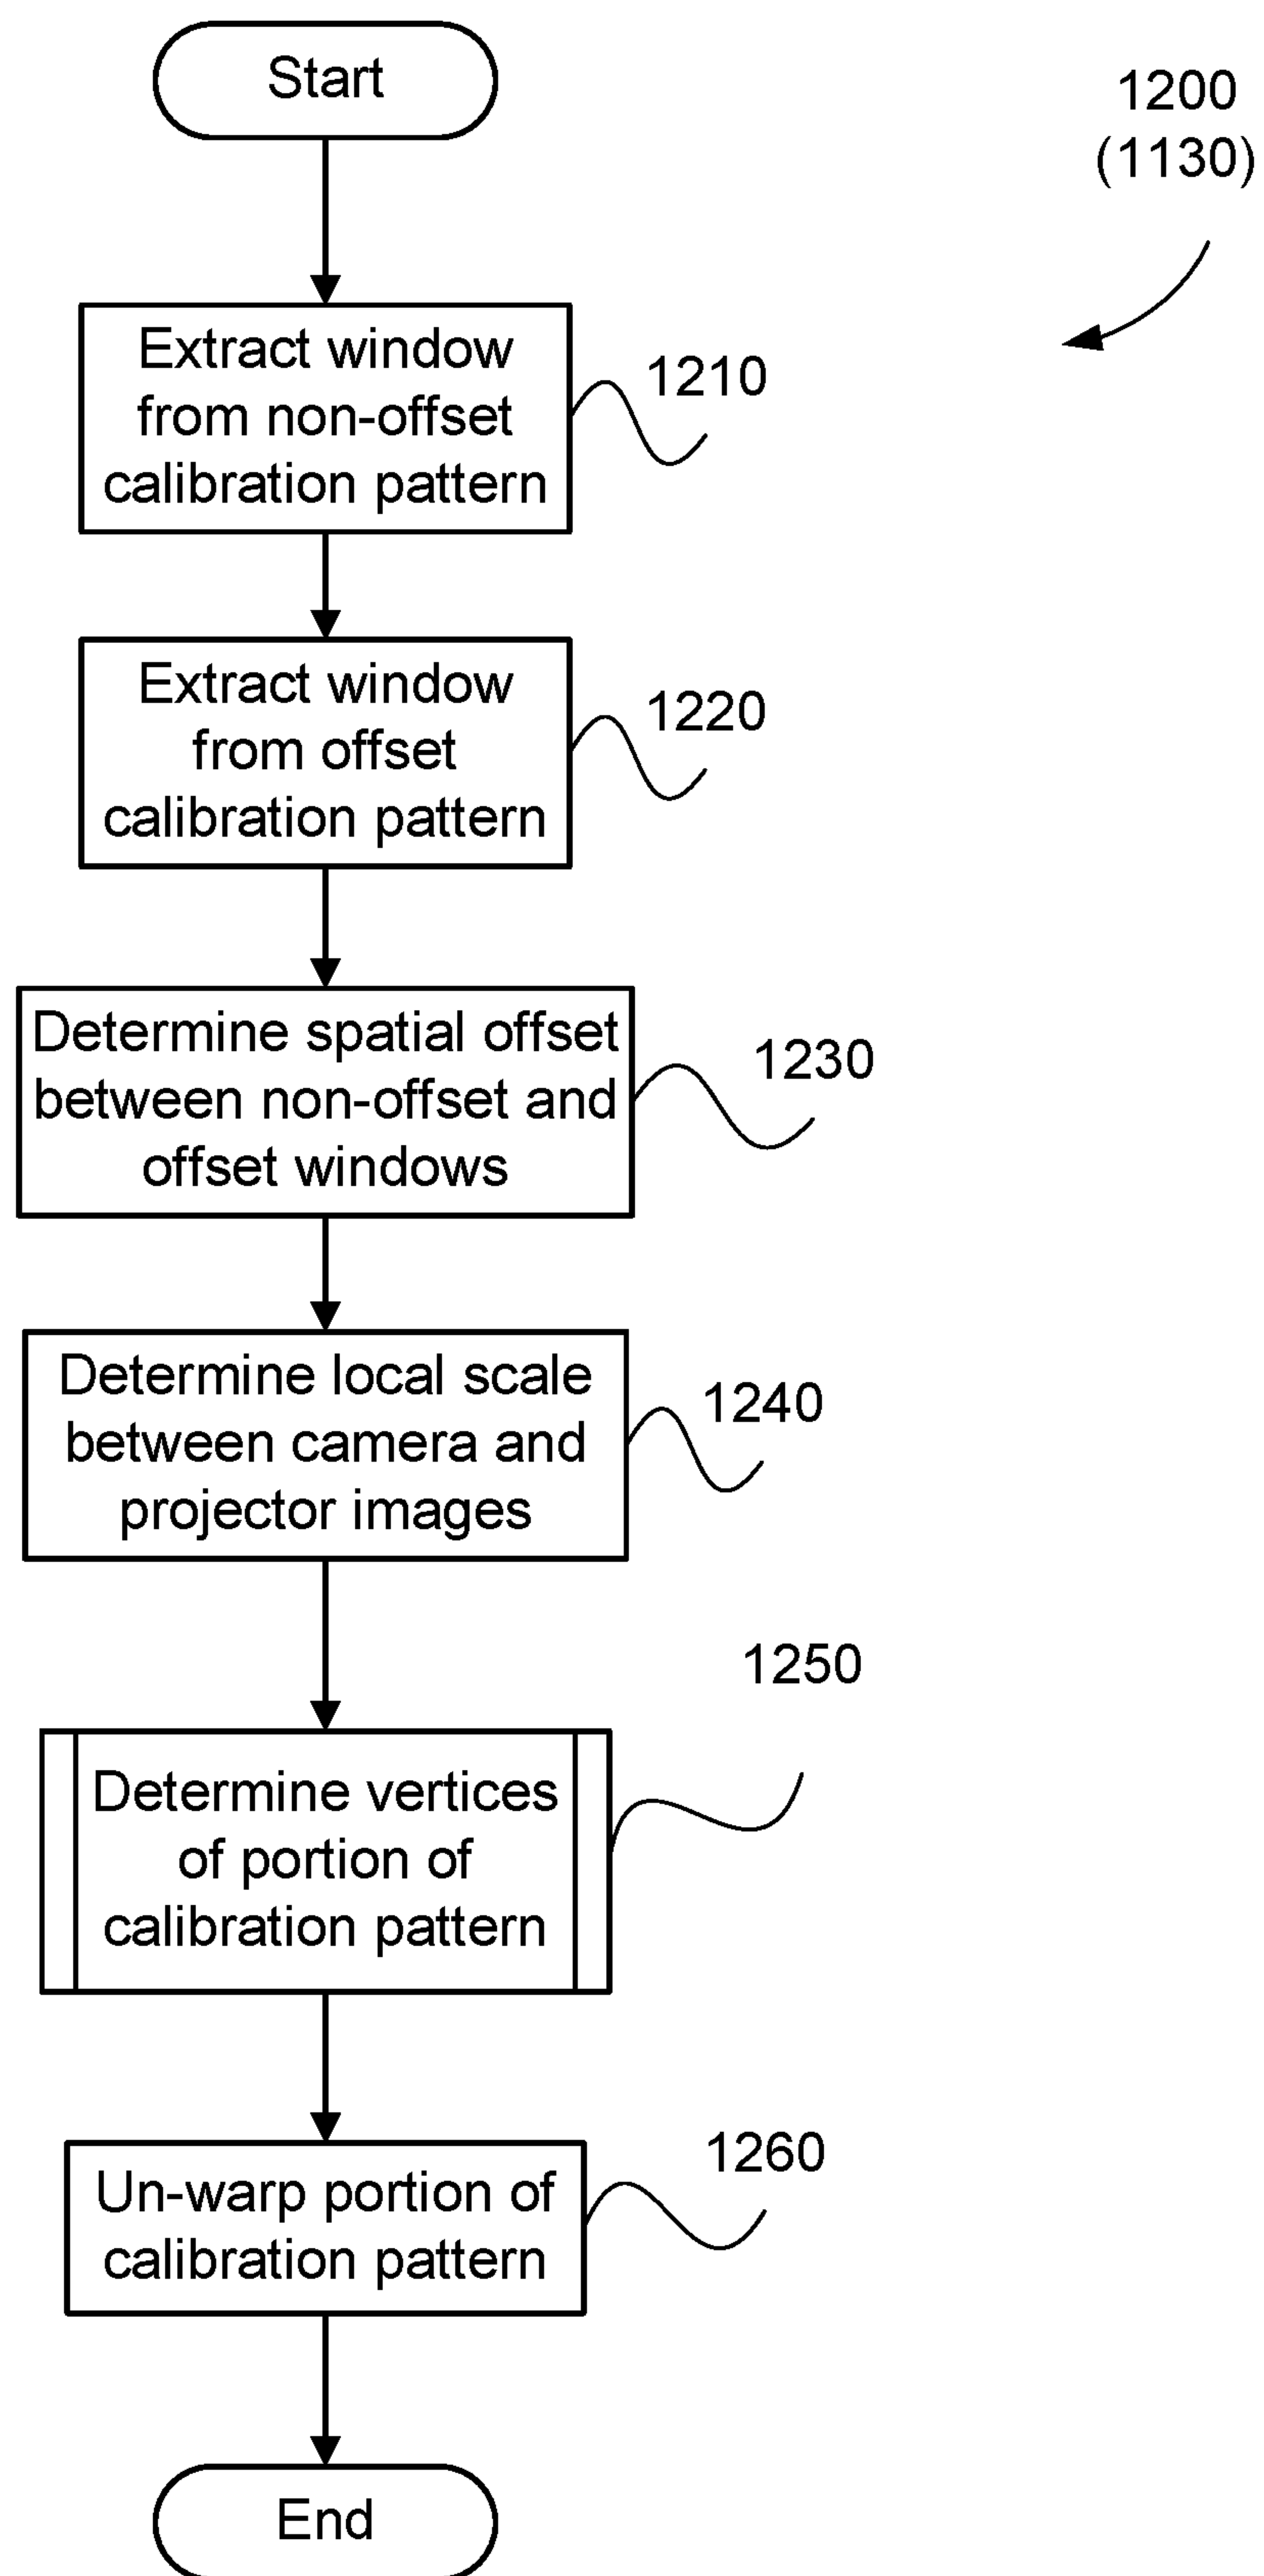 Start
1200
(1130)
Extract window
from non-offset
calibration pattern
1210
Extract window
from offset
calibration pattern
1220
Determine spatial offset
between non-offset and
offset windows
1230
Determine local scale
between camera and
projector images
1240
1250
Determine vertices
of portion of
calibration pattern
1260
Un-warp portion of
calibration pattern
End